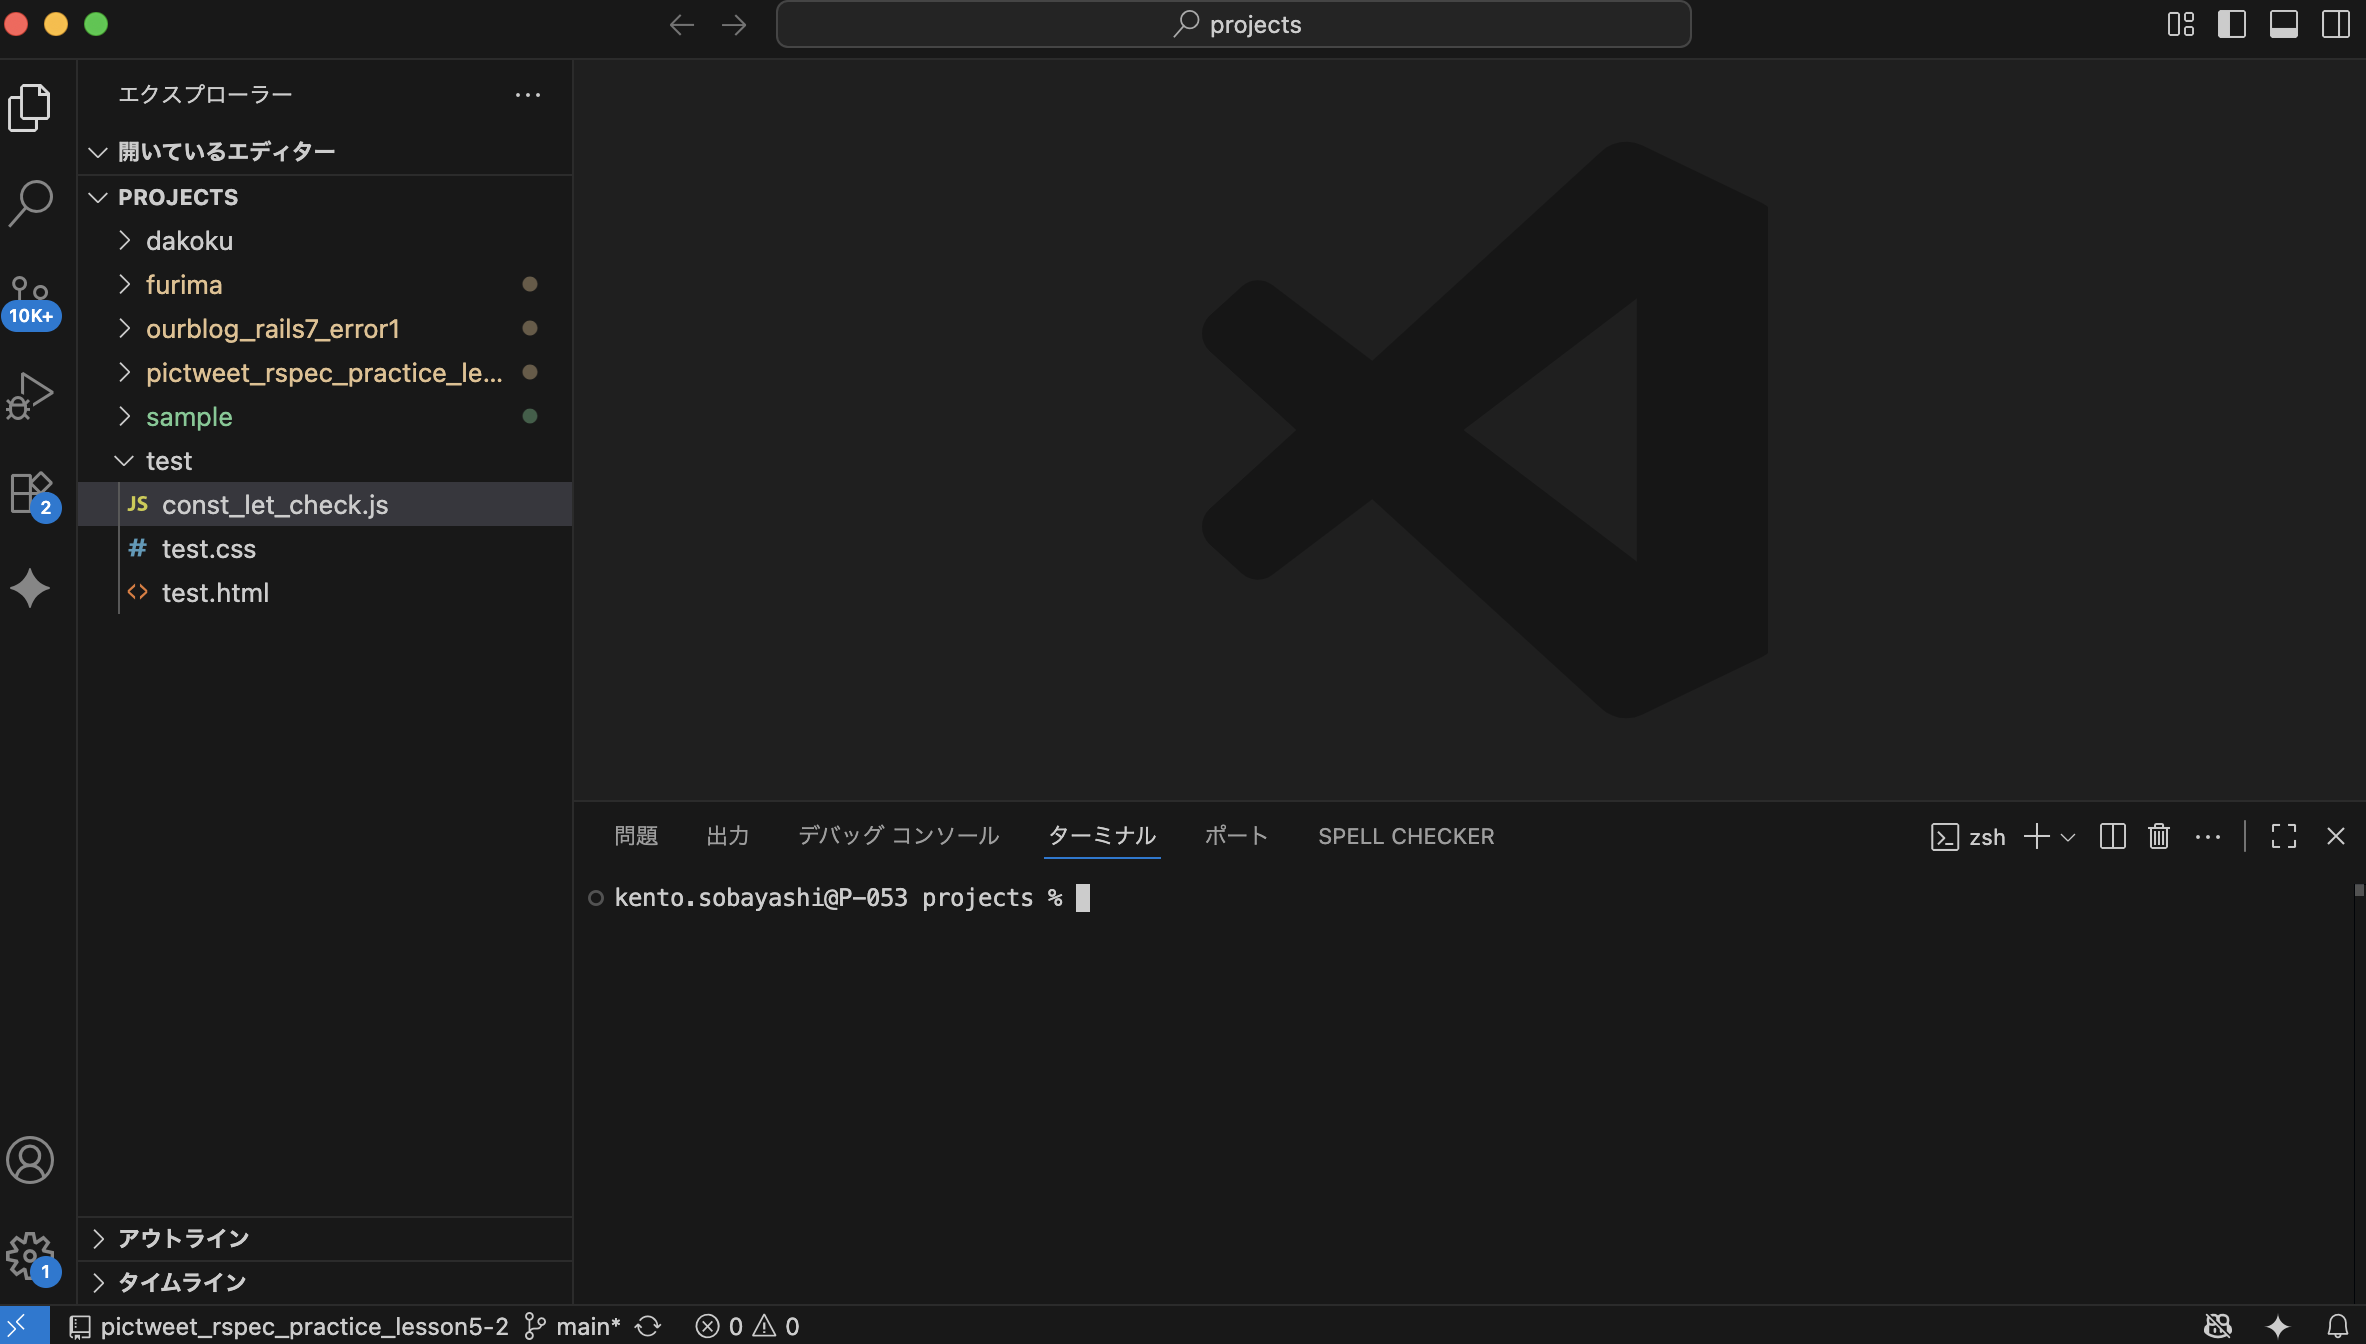 projects
エクスプローラー
開いているエディター
PROJECTS
dakoku
furima
ourblog_rails7_error1
pictweet_rspec_practice_le...
sample
test
JS const_let_check.js
# test.css
<> test.html
10K+
2
1
アウトライン
タイムライン
問題 出力 デバッグ コンソール ターミナル ポート SPELL CHECKER
zsh
kento.sobayashi@P-053 projects %
pictweet_rspec_practice_lesson5-2 main* 0 0